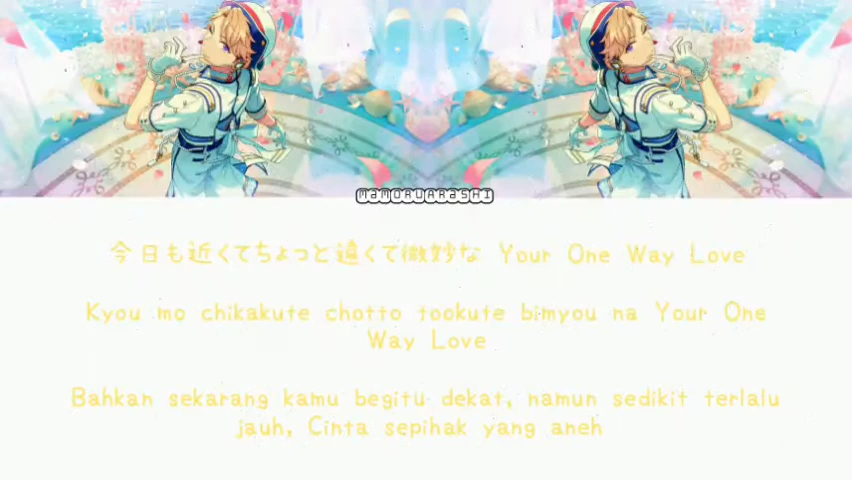 MAMORUARASHI
今日も近くてちょっと遠くて微妙な Your One Way Love
Kyou mo chikakute chotto tookute bimyou na Your One
Way Love
Bahkan sekarang kamu begitu dekat, namun sedikit terlalu
jauh, Cinta sepihak yang aneh